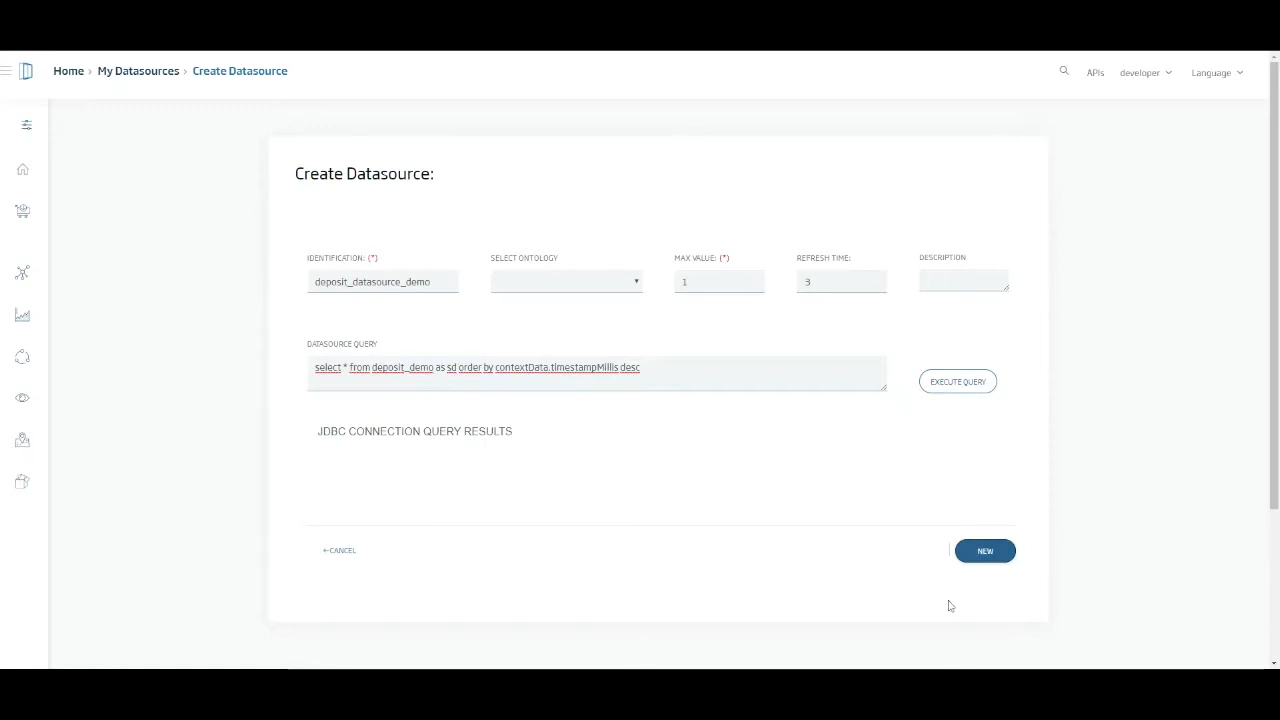 Home › My Datasources › Create Datasource
APIs developer Language
Create Datasource:
IDENTIFICATION: (*) SELECT ONTOLOGY MAX VALUE: (*) REFRESH TIME: DESCRIPTION
deposit_datasource_demo 1 3
DATASOURCE QUERY
select * from deposit_demo as sd order by contextData.timestampMillis desc
EXECUTE QUERY
JDBC CONNECTION QUERY RESULTS
←CANCEL NEW